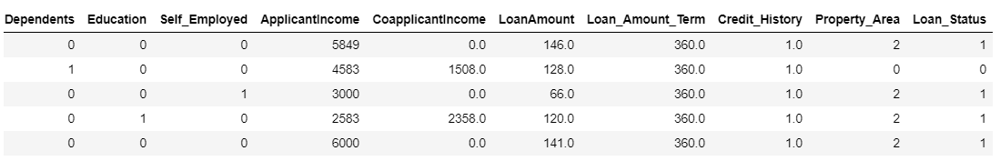 Dependents Education Self_Employed ApplicantIncome CoapplicantIncome LoanAmount Loan_Amount_Term Credit_History Property_Area Loan_Status
0 0 0 5849 0.0 146.0 360.0 1.0 2 1
1 0 0 4583 1508.0 128.0 360.0 1.0 0 0
0 0 1 3000 0.0 66.0 360.0 1.0 2 1
0 1 0 2583 2358.0 120.0 360.0 1.0 2 1
0 0 0 6000 0.0 141.0 360.0 1.0 2 1